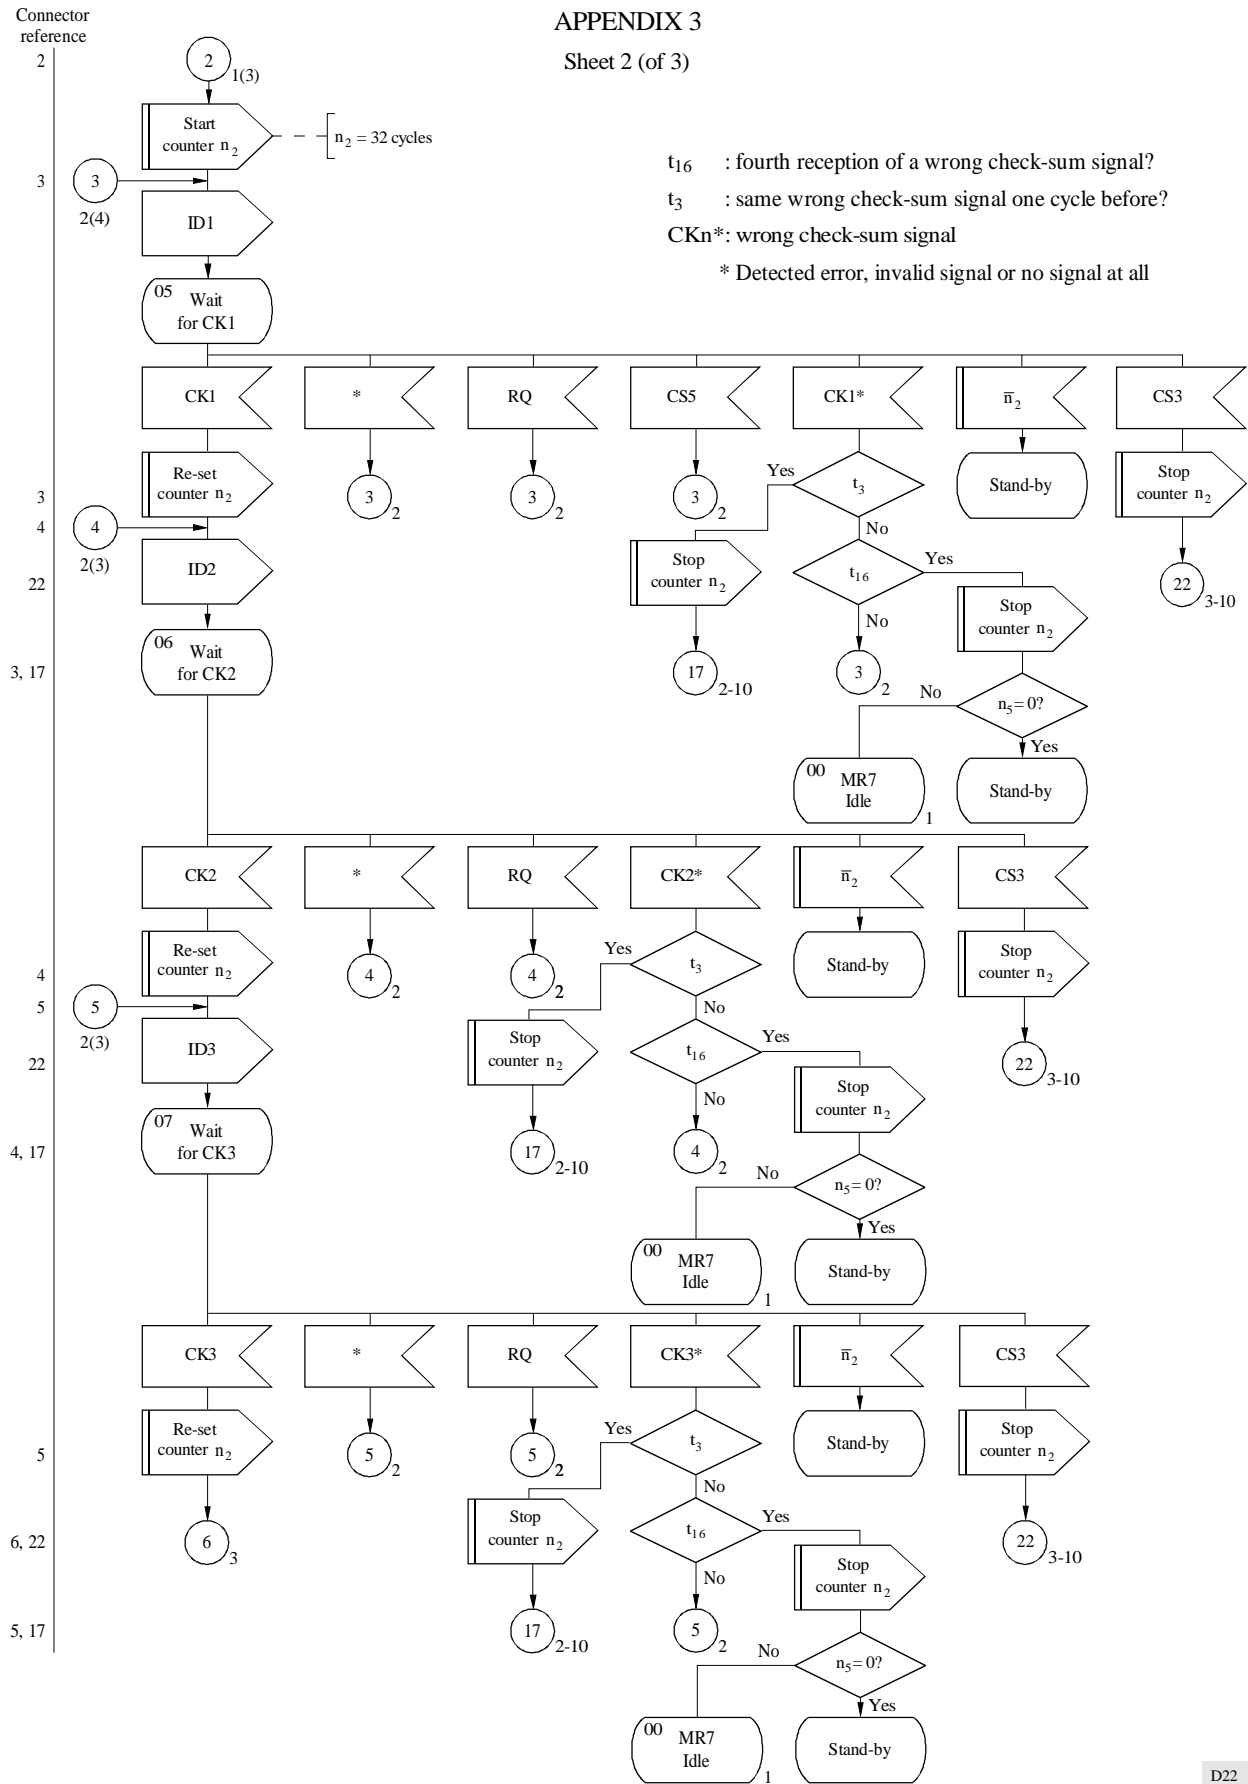 Connector
reference
APPENDIX 3
Sheet 2 (of 3)
2
2
1(3)
Start
counter n₂
n₂ = 32 cycles
t₁₆ : fourth reception of a wrong check-sum signal?
t₃ : same wrong check-sum signal one cycle before?
CKn*: wrong check-sum signal
* Detected error, invalid signal or no signal at all
3
3
2(4)
ID1
05
Wait
for CK1
CK1
*
RQ
CS5
CK1*
n̅₂
CS3
Re-set
counter n₂
3
2
3
2
3
2
Yes
t₃
No
Stand-by
Stop
counter n₂
3
4
4
2(3)
ID2
Stop
counter n₂
t₁₆
Yes
No
22
3-10
22
Stop
counter n₂
06
Wait
for CK2
3, 17
17
2-10
3
2
No
n₅= 0?
Yes
00
MR7
Idle
1
Stand-by
CK2
*
RQ
CK2*
n̅₂
CS3
Re-set
counter n₂
4
2
4
2
Yes
t₃
No
Stand-by
Stop
counter n₂
4
5
5
2(3)
ID3
Stop
counter n₂
t₁₆
Yes
No
22
3-10
22
Stop
counter n₂
07
Wait
for CK3
4, 17
17
2-10
4
2
No
n₅= 0?
Yes
00
MR7
Idle
1
Stand-by
CK3
*
RQ
CK3*
n̅₂
CS3
Re-set
counter n₂
5
2
5
2
Yes
t₃
No
Stand-by
Stop
counter n₂
5
6, 22
6
3
Stop
counter n₂
t₁₆
Yes
No
22
3-10
Stop
counter n₂
5, 17
17
2-10
5
2
No
n₅= 0?
Yes
00
MR7
Idle
1
Stand-by
D22